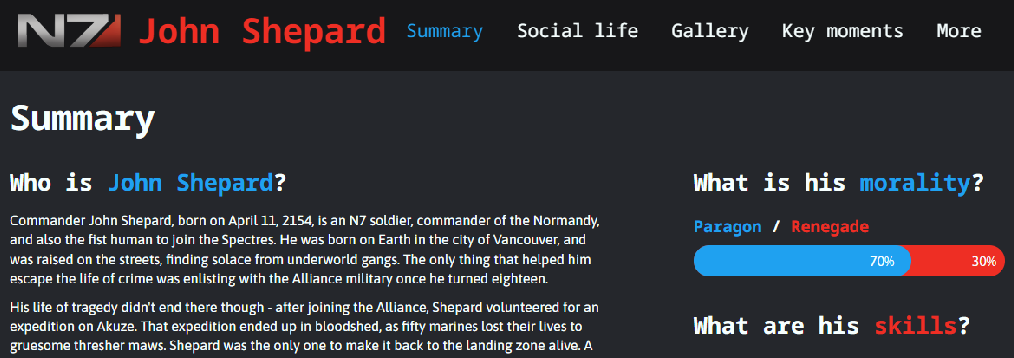 N7 John Shepard Summary Social life Gallery Key moments More
Summary
Who is John Shepard?
Commander John Shepard, born on April 11, 2154, is an N7 soldier, commander of the Normandy,
and also the fist human to join the Spectres. He was born on Earth in the city of Vancouver, and
was raised on the streets, finding solace from underworld gangs. The only thing that helped him
escape the life of crime was enlisting with the Alliance military once he turned eighteen.
His life of tragedy didn't end there though - after joining the Alliance, Shepard volunteered for an
expedition on Akuze. That expedition ended up in bloodshed, as fifty marines lost their lives to
gruesome thresher maws. Shepard was the only one to make it back to the landing zone alive. A
What is his morality?
Paragon / Renegade
70% 30%
What are his skills?